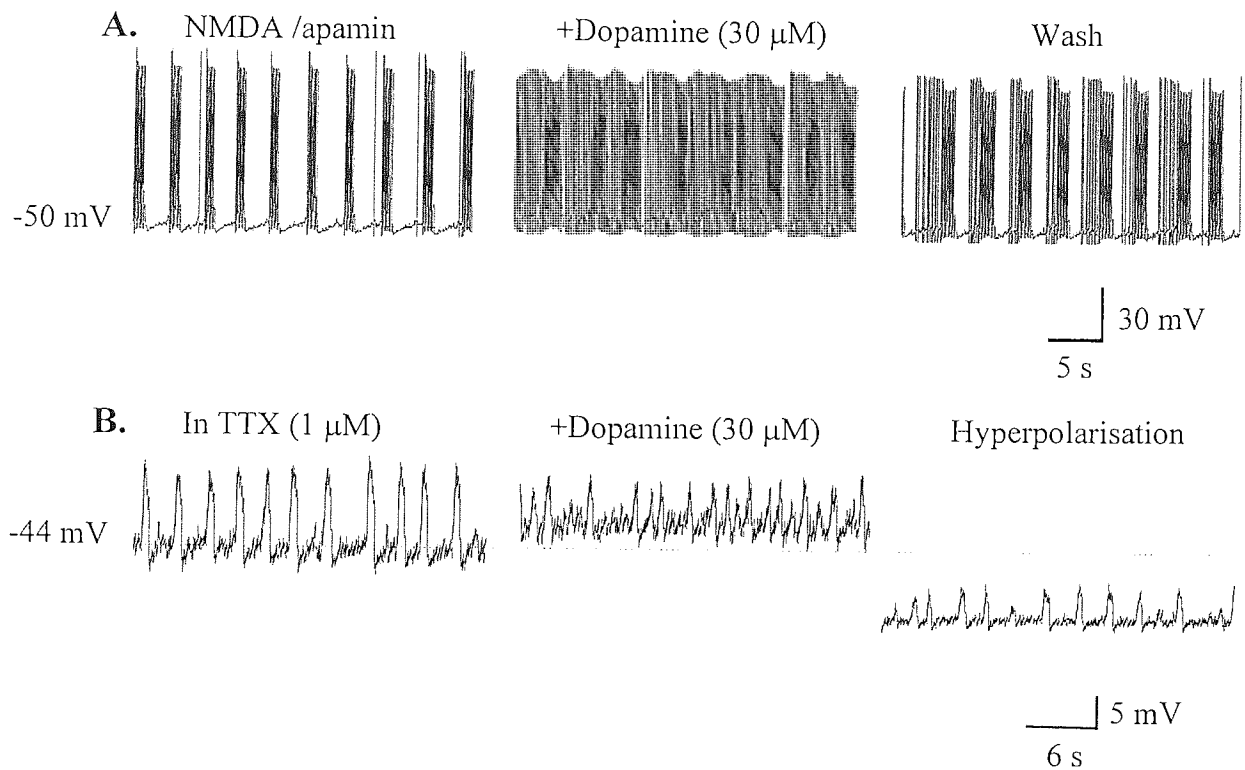 A. NMDA /apamin +Dopamine (30 μM) Wash
-50 mV
30 mV
5 s
B. In TTX (1 μM) +Dopamine (30 μM) Hyperpolarisation
-44 mV
5 mV
6 s